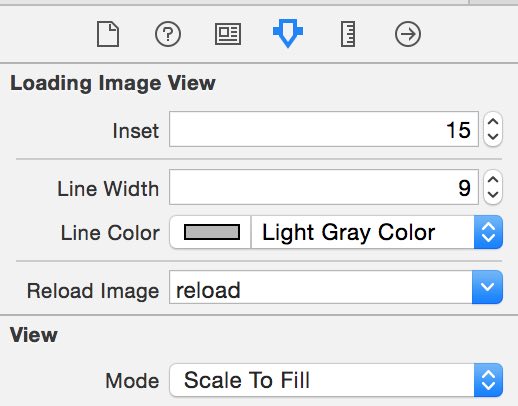 Loading Image View
Inset 15
Line Width 9
Line Color Light Gray Color
Reload Image reload
View
Mode Scale To Fill